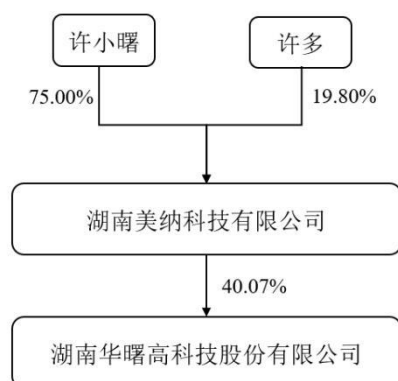 许小曙
许多
75.00%
19.80%
湖南美纳科技有限公司
40.07%
湖南华曙高科技股份有限公司